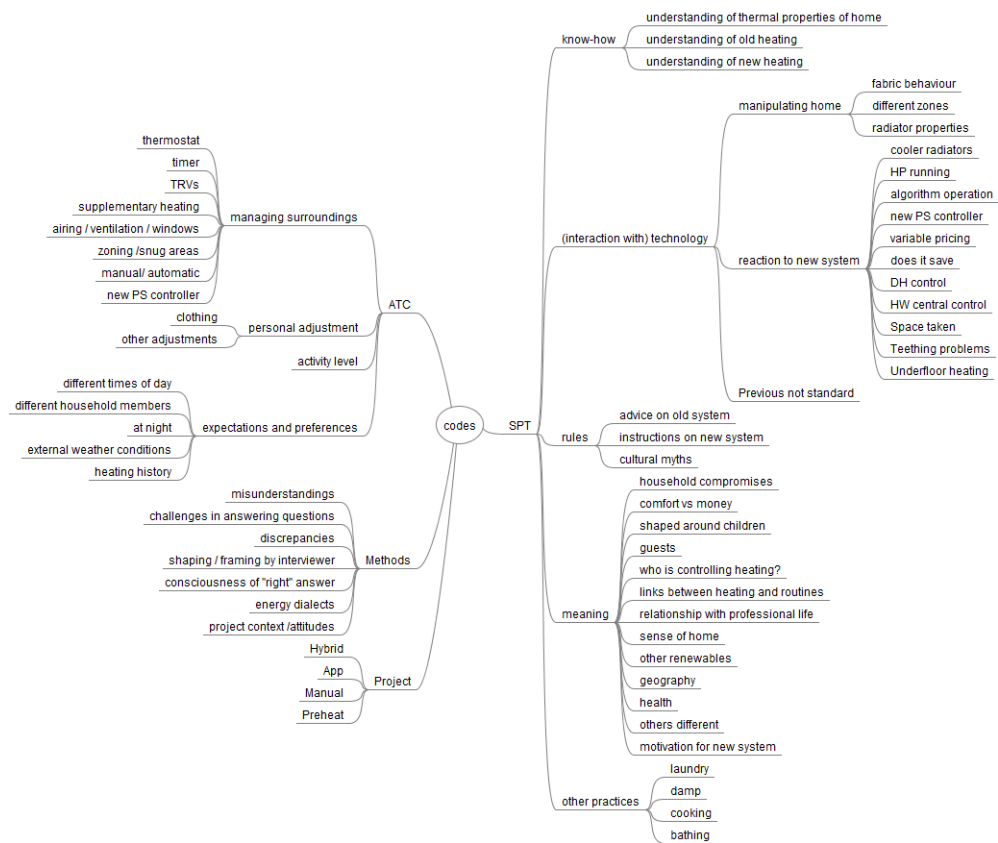 codes
ATC
managing surroundings
thermostat
timer
TRVs
supplementary heating
airing / ventilation / windows
zoning /snug areas
manual/ automatic
new PS controller
personal adjustment
clothing
other adjustments
activity level
expectations and preferences
different times of day
different household members
at night
external weather conditions
heating history
Methods
misunderstandings
challenges in answering questions
discrepancies
shaping / framing by interviewer
consciousness of "right" answer
energy dialects
project context /attitudes
Project
Hybrid
App
Manual
Preheat
SPT
know-how
understanding of thermal properties of home
understanding of old heating
understanding of new heating
(interaction with) technology
manipulating home
fabric behaviour
different zones
radiator properties
reaction to new system
cooler radiators
HP running
algorithm operation
new PS controller
variable pricing
does it save
DH control
HW central control
Space taken
Teething problems
Underfloor heating
Previous not standard
rules
advice on old system
instructions on new system
cultural myths
meaning
household compromises
comfort vs money
shaped around children
guests
who is controlling heating?
links between heating and routines
relationship with professional life
sense of home
other renewables
geography
health
others different
motivation for new system
other practices
laundry
damp
cooking
bathing